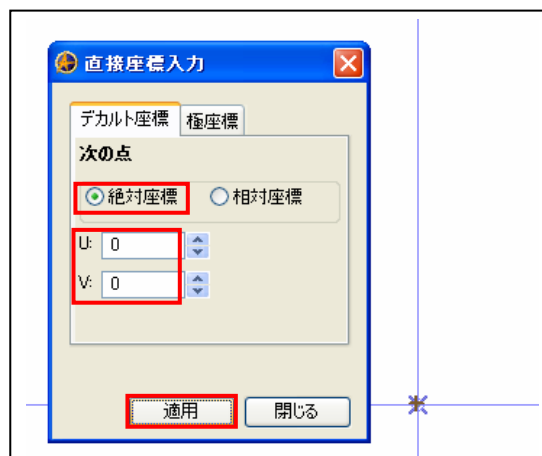 直接座標入力
デカルト座標 極座標
次の点
絶対座標 相対座標
U: 0
V: 0
適用 閉じる